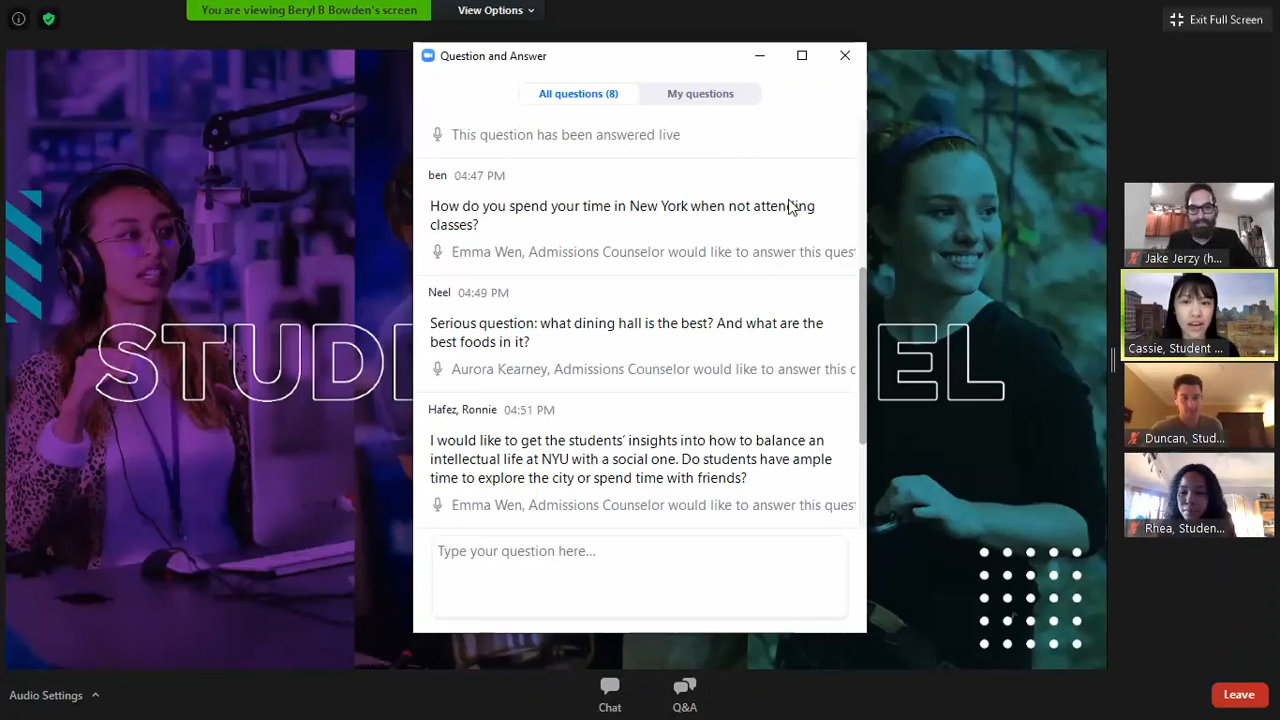 You are viewing Beryl B Bowden's screen
View Options
Exit Full Screen
Question and Answer
All questions (8)
My questions
This question has been answered live
ben 04:47 PM
How do you spend your time in New York when not attending
classes?
Emma Wen, Admissions Counselor would like to answer this quest
Neel 04:49 PM
Serious question: what dining hall is the best? And what are the
best foods in it?
Aurora Kearney, Admissions Counselor would like to answer this
Hafez, Ronnie 04:51 PM
I would like to get the students' insights into how to balance an
intellectual life at NYU with a social one. Do students have ample
time to explore the city or spend time with friends?
Emma Wen, Admissions Counselor would like to answer this quest
Type your question here...
STUD
EL
Jake Jerzy (h...
Cassie, Student ...
Duncan, Stud...
Rhea, Studen...
Audio Settings
Chat
Q&A
Leave